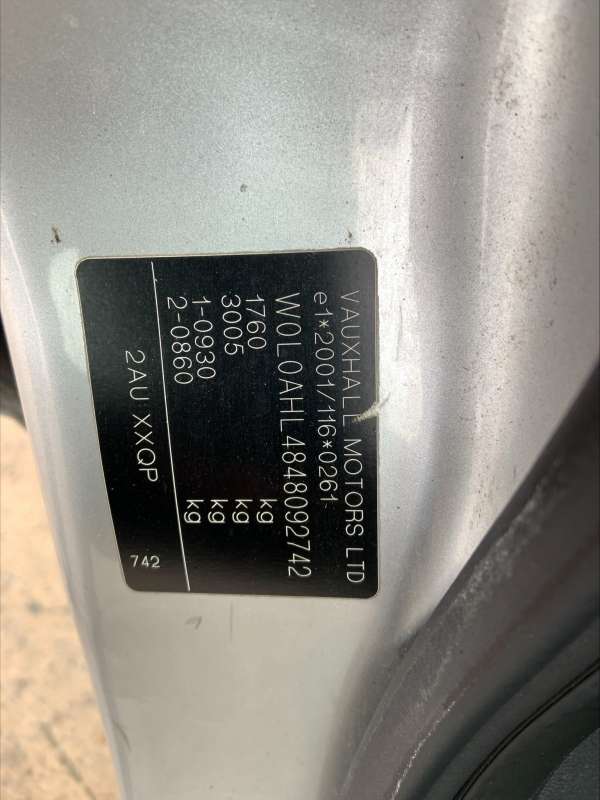 VAUXHALL MOTORS LTD
e1*2001/116*0261
W0L0AHL4848092742
1760 kg
3005 kg
1-0930 kg
2-0860 kg
2AU XXQP
742